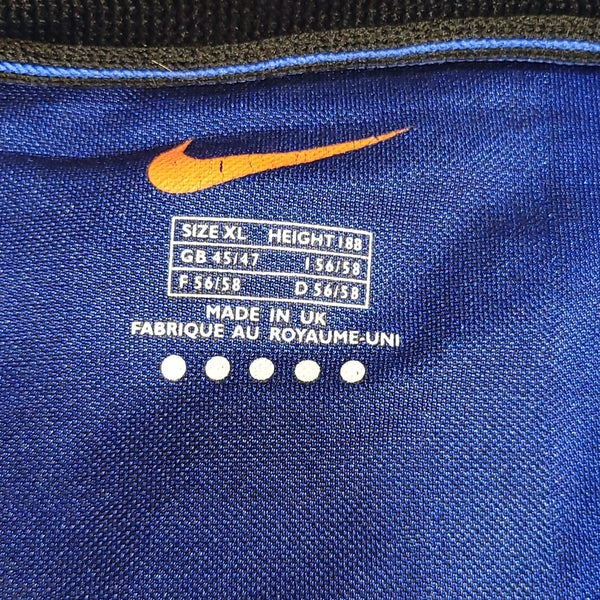 SIZE XL HEIGHT 188
GB 45/47 I 56/58
F 56/58 D 56/58
MADE IN UK
FABRIQUE AU ROYAUME-UNI